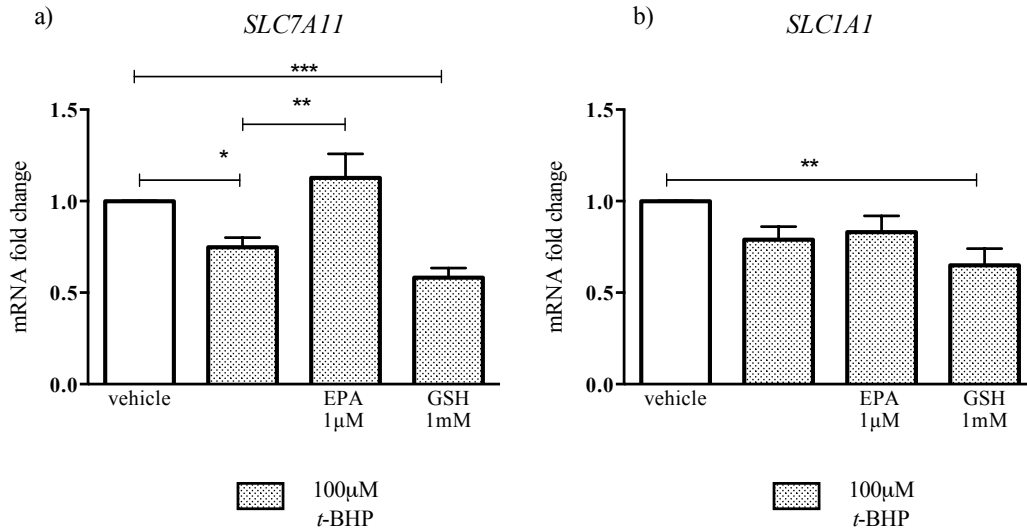 a)
SLC7A11
***
**
*
mRNA fold change
1.5
1.0
0.5
0.0
vehicle
EPA
1μM
GSH
1mM
100μM
t-BHP
b)
SLC1A1
**
mRNA fold change
1.5
1.0
0.5
0.0
vehicle
EPA
1μM
GSH
1mM
100μM
t-BHP